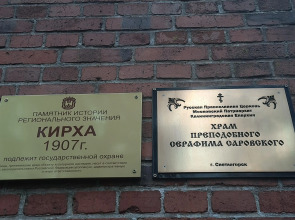 ПАМЯТНИК ИСТОРИИ
РЕГИОНАЛЬНОГО ЗНАЧЕНИЯ
КИРХА
1907г.
подлежит государственной охране
Русская Православная Церковь
Московский Патриархат
Калининградская Епархия
ХРАМ
ПРЕПОДОБНОГО
СЕРАФИМА САРОВСКОГО
г. Светлогорск